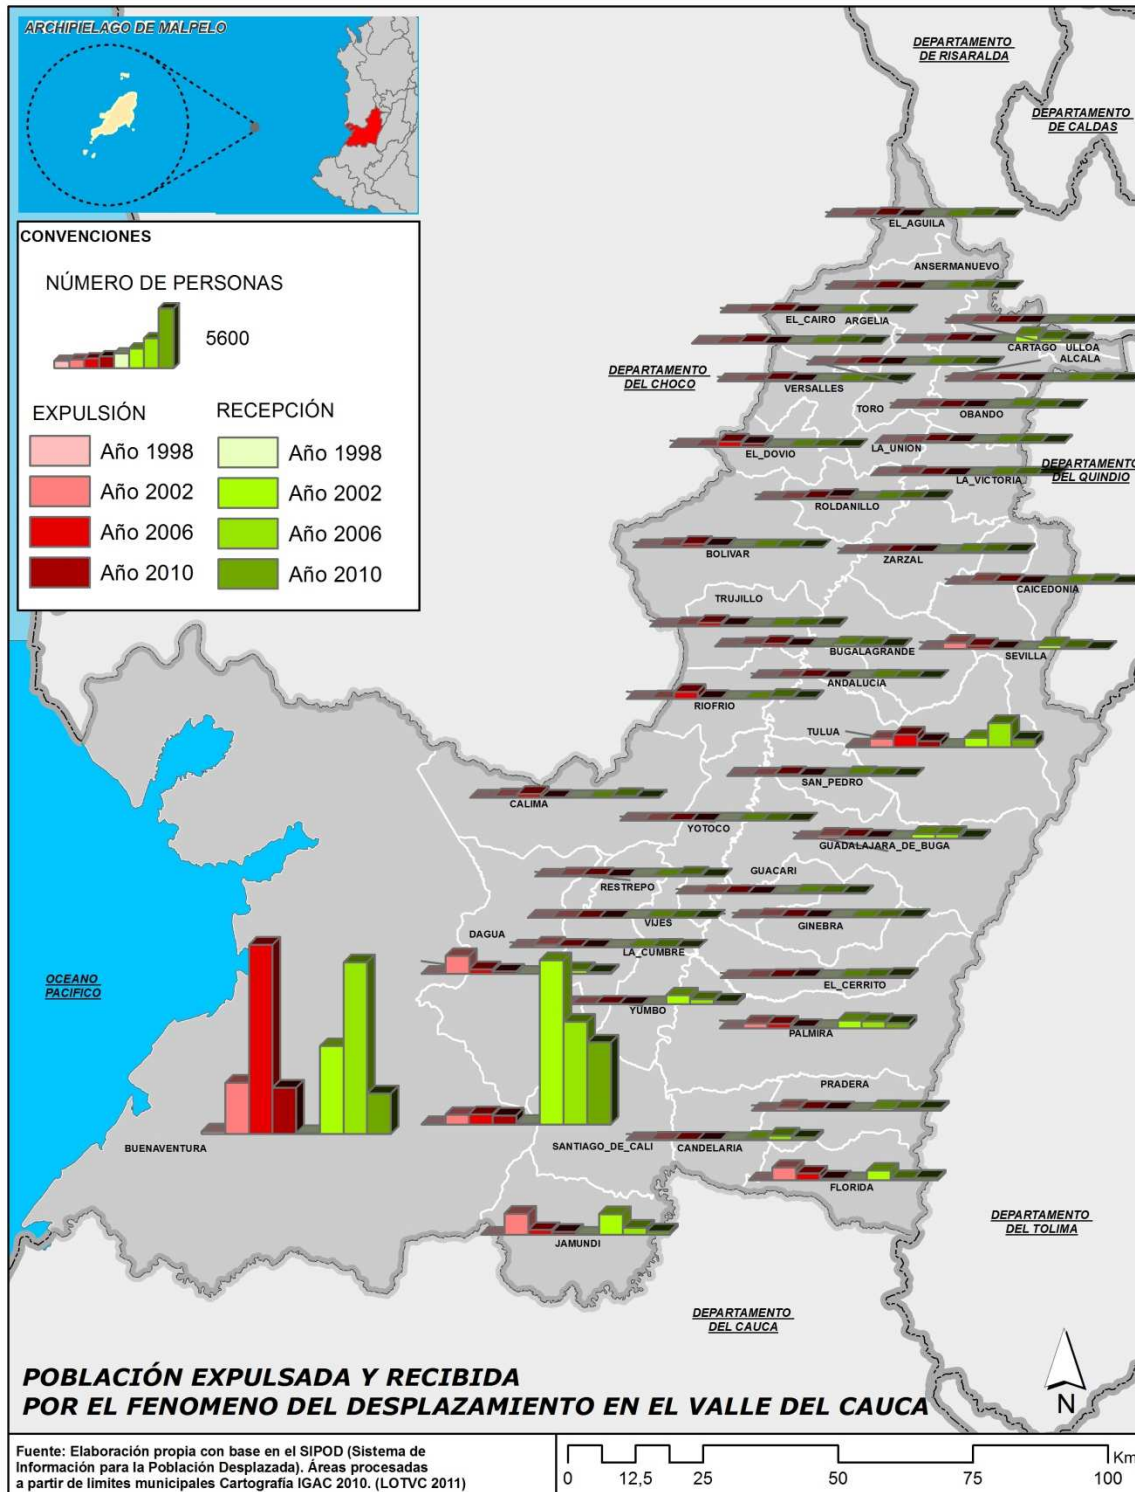 ARCHIPIELAGO DE MALPELO
DEPARTAMENTO
DE RISARALDA
DEPARTAMENTO
DE CALDAS
CONVENCIONES
NÚMERO DE PERSONAS
5600
EXPULSIÓN
RECEPCIÓN
Año 1998
Año 1998
Año 2002
Año 2002
Año 2006
Año 2006
Año 2010
Año 2010
EL_AGUILA
ANSERMANUEVO
EL_CAIRO
ARGELIA
CARTAGO
ULLOA
ALCALA
DEPARTAMENTO
DEL CHOCO
VERSALLES
TORO
OBANDO
EL_DOVIO
LA_UNION
LA_VICTORIA
DEPARTAMENTO
DEL QUINDIO
ROLDANILLO
BOLIVAR
ZARZAL
CAICEDONIA
TRUJILLO
BUGALAGRANDE
SEVILLA
ANDALUCIA
RIOFRIO
TULUA
SAN_PEDRO
CALIMA
YOTOCO
GUADALAJARA_DE_BUGA
RESTREPO
GUACARI
VIJES
GINEBRA
DAGUA
LA_CUMBRE
OCEANO
PACIFICO
EL_CERRITO
YUMBO
PALMIRA
PRADERA
BUENAVENTURA
SANTIAGO_DE_CALI
CANDELARIA
FLORIDA
JAMUNDI
DEPARTAMENTO
DEL TOLIMA
DEPARTAMENTO
DEL CAUCA
POBLACIÓN EXPULSADA Y RECIBIDA
POR EL FENOMENO DEL DESPLAZAMIENTO EN EL VALLE DEL CAUCA
N
Fuente: Elaboración propia con base en el SIPOD (Sistema de
Información para la Población Desplazada). Áreas procesadas
a partir de limites municipales Cartografía IGAC 2010. (LOTVC 2011)
Km
0 12,5 25 50 75 100